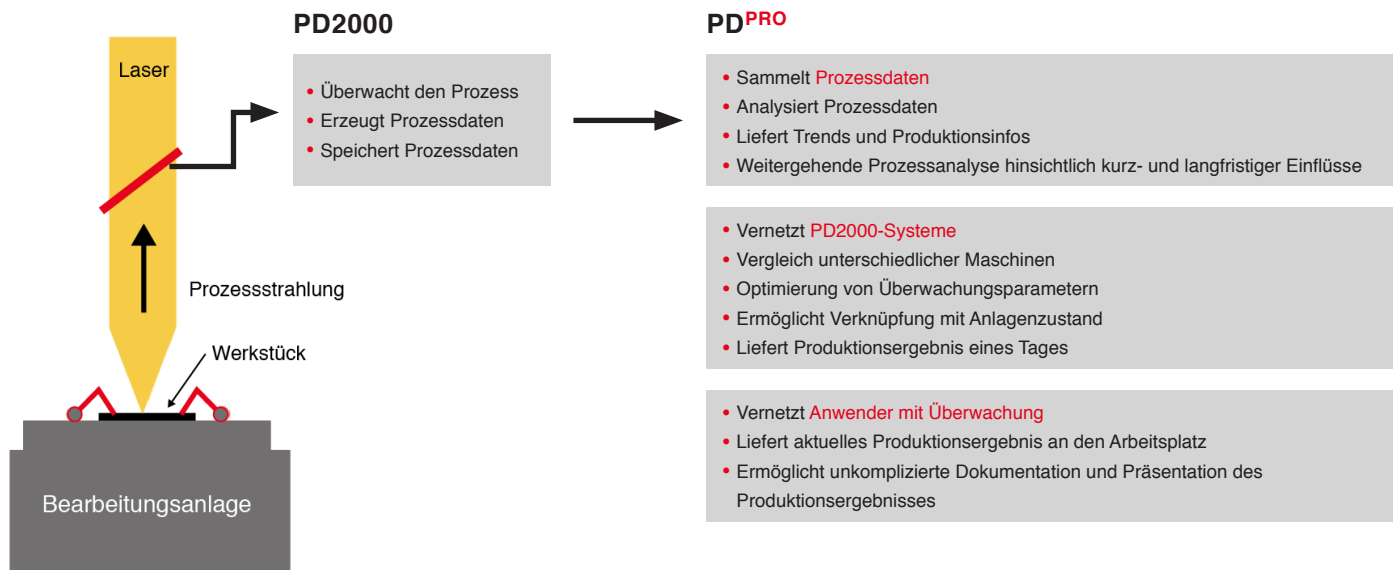 Laser
Prozessstrahlung
Werkstück
Bearbeitungsanlage
PD2000
• Überwacht den Prozess
• Erzeugt Prozessdaten
• Speichert Prozessdaten
PDPRO
• Sammelt Prozessdaten
• Analysiert Prozessdaten
• Liefert Trends und Produktionsinfos
• Weitergehende Prozessanalyse hinsichtlich kurz- und langfristiger Einflüsse
• Vernetzt PD2000-Systeme
• Vergleich unterschiedlicher Maschinen
• Optimierung von Überwachungsparametern
• Ermöglicht Verknüpfung mit Anlagenzustand
• Liefert Produktionsergebnis eines Tages
• Vernetzt Anwender mit Überwachung
• Liefert aktuelles Produktionsergebnis an den Arbeitsplatz
• Ermöglicht unkomplizierte Dokumentation und Präsentation des
Produktionsergebnisses